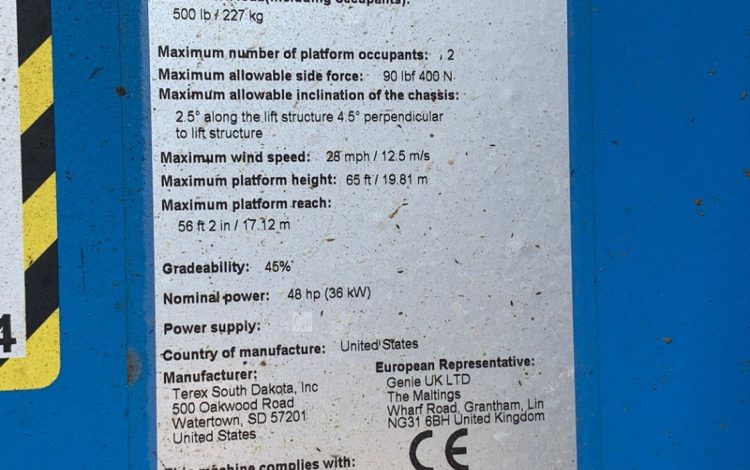 load(including occupants):
500 lb / 227 kg
Maximum number of platform occupants: 2
Maximum allowable side force: 90 lbf 400 N
Maximum allowable inclination of the chassis:
2.5° along the lift structure 4.5° perpendicular
to lift structure
Maximum wind speed: 28 mph / 12.5 m/s
Maximum platform height: 65 ft / 19.81 m
Maximum platform reach:
56 ft 2 in / 17.12 m
Gradeability: 45%
Nominal power: 48 hp (36 kW)
Power supply:
Country of manufacture: United States
Manufacturer:
Terex South Dakota, Inc
500 Oakwood Road
Watertown, SD 57201
United States
European Representative:
Genie UK LTD
The Maltings
Wharf Road, Grantham, Lin
NG31 6BH United Kingdom
This machine complies with:
CE
4